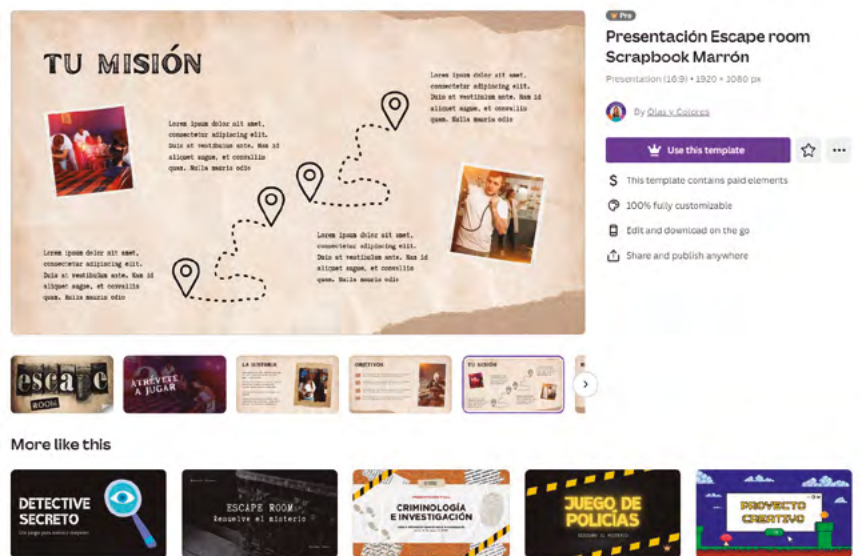 TU MISIÓN
Lorem ipsum dolor sit amet,
consectetur adipiscing elit.
Duis at vestibulum ante. Nam id
aliquet augue, et convallis
quam. Nulla mauris odio
Lorem ipsum dolor sit amet,
consectetur adipiscing elit.
Duis at vestibulum ante. Nam id
aliquet augue, et convallis
quam. Nulla mauris odio
Lorem ipsum dolor sit amet,
consectetur adipiscing elit.
Duis at vestibulum ante. Nam id
aliquet augue, et convallis
quam. Nulla mauris odio
Lorem ipsum dolor sit amet,
consectetur adipiscing elit.
Duis at vestibulum ante. Nam id
aliquet augue, et convallis
quam. Nulla mauris odio
Pro
Presentación Escape room
Scrapbook Marrón
Presentation (16:9) • 1920 × 1080 px
By Olas y Colores
Use this template
This template contains paid elements
100% fully customizable
Edit and download on the go
Share and publish anywhere
escape
ROOM
ATRÉVETE
A JUGAR
LA HISTORIA
OBJETIVOS
TU MISIÓN
More like this
DETECTIVE
SECRETO
ESCAPE ROOM
Resuelve el misterio
CRIMINOLOGÍA
E INVESTIGACIÓN
JUEGO DE
POLICÍAS
PROYECTO
CREATIVO